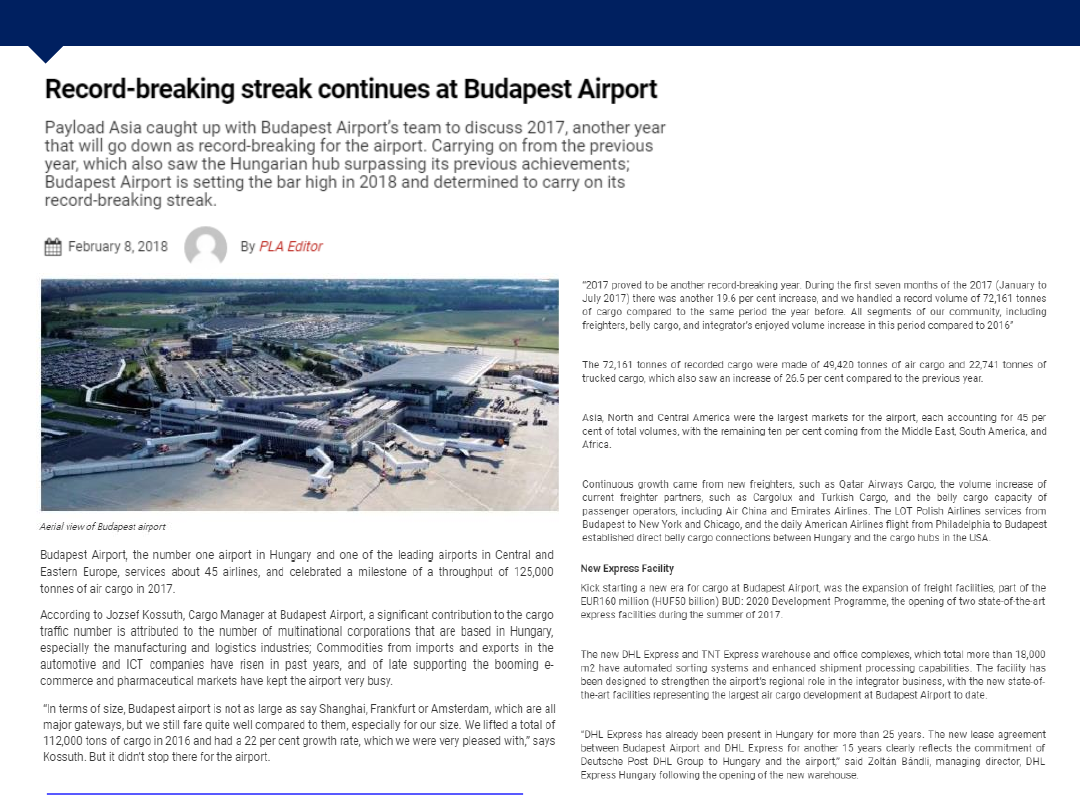 Record-breaking streak continues at Budapest Airport
Payload Asia caught up with Budapest Airport's team to discuss 2017, another year
that will go down as record-breaking for the airport. Carrying on from the previous
year, which also saw the Hungarian hub surpassing its previous achievements;
Budapest Airport is setting the bar high in 2018 and determined to carry on its
record-breaking streak.
February 8, 2018 By PLA Editor
Aerial view of Budapest airport
Budapest Airport, the number one airport in Hungary and one of the leading airports in Central and
Eastern Europe, services about 45 airlines, and celebrated a milestone of a throughput of 125,000
tonnes of air cargo in 2017.
According to Jozsef Kossuth, Cargo Manager at Budapest Airport, a significant contribution to the cargo
traffic number is attributed to the number of multinational corporations that are based in Hungary,
especially the manufacturing and logistics industries; Commodities from imports and exports in the
automotive and ICT companies have risen in past years, and of late supporting the booming e-
commerce and pharmaceutical markets have kept the airport very busy.
"In terms of size, Budapest airport is not as large as say Shanghai, Frankfurt or Amsterdam, which are all
major gateways, but we still fare quite well compared to them, especially for our size. We lifted a total of
112,000 tons of cargo in 2016 and had a 22 per cent growth rate, which we were very pleased with," says
Kossuth. But it didn't stop there for the airport.
"2017 proved to be another record-breaking year. During the first seven months of the 2017 (January to
July 2017) there was another 19.6 per cent increase, and we handled a record volume of 72,161 tonnes
of cargo compared to the same period the year before. All segments of our community, including
freighters, belly cargo, and integrator's enjoyed volume increase in this period compared to 2016"
The 72,161 tonnes of recorded cargo were made of 49,420 tonnes of air cargo and 22,741 tonnes of
trucked cargo, which also saw an increase of 26.5 per cent compared to the previous year.
Asia, North and Central America were the largest markets for the airport, each accounting for 45 per
cent of total volumes, with the remaining ten per cent coming from the Middle East, South America, and
Africa.
Continuous growth came from new freighters, such as Qatar Airways Cargo, the volume increase of
current freighter partners, such as Cargolux and Turkish Cargo, and the belly cargo capacity of
passenger operators, including Air China and Emirates Airlines. The LOT Polish Airlines services from
Budapest to New York and Chicago, and the daily American Airlines flight from Philadelphia to Budapest
established direct belly cargo connections between Hungary and the cargo hubs in the USA.
New Express Facility
Kick starting a new era for cargo at Budapest Airport, was the expansion of freight facilities, part of the
EUR160 million (HUF50 billion) BUD: 2020 Development Programme, the opening of two state-of-the-art
express facilities during the summer of 2017.
The new DHL Express and TNT Express warehouse and office complexes, which total more than 18,000
m2 have automated sorting systems and enhanced shipment processing capabilities. The facility has
been designed to strengthen the airport's regional role in the integrator business, with the new state-of-
the-art facilities representing the largest air cargo development at Budapest Airport to date.
"DHL Express has already been present in Hungary for more than 25 years. The new lease agreement
between Budapest Airport and DHL Express for another 15 years clearly reflects the commitment of
Deutsche Post DHL Group to Hungary and the airport," said Zoltán Bándli, managing director, DHL
Express Hungary following the opening of the new warehouse.